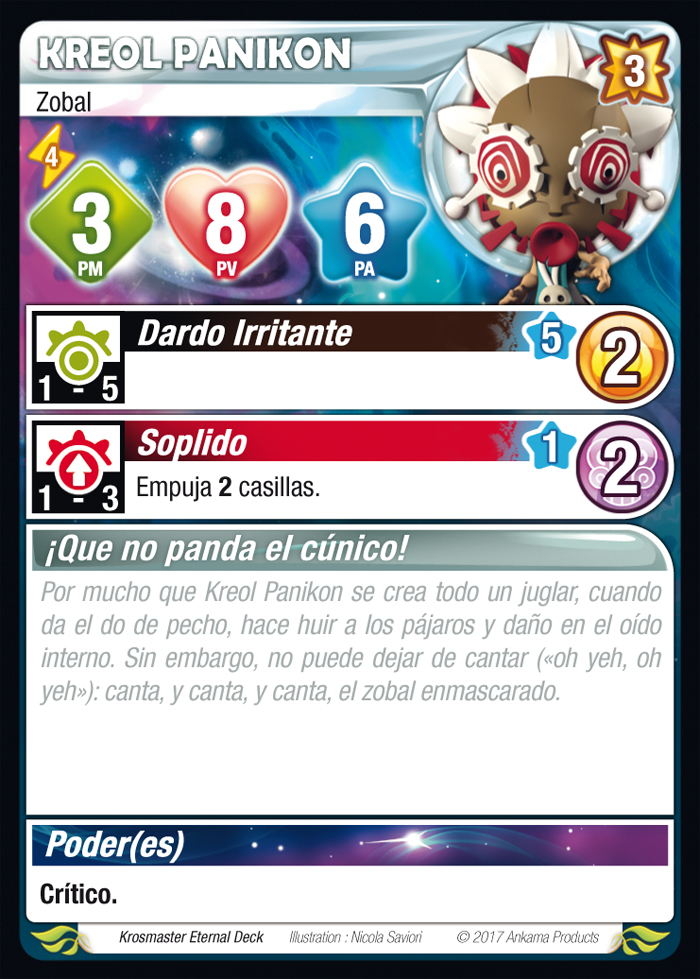 KREOL PANIKON
3
Zobal
4
3
PM
8
PV
6
PA
Dardo Irritante
5
2
1 - 5
Soplido
1
2
Empuja 2 casillas.
1 - 3
¡Que no panda el cúnico!
Por mucho que Kreol Panikon se crea todo un juglar, cuando
da el do de pecho, hace huir a los pájaros y daño en el oído
interno. Sin embargo, no puede dejar de cantar («oh yeh, oh
yeh»): canta, y canta, y canta, el zobal enmascarado.
Poder(es)
Crítico.
Krosmaster Eternal Deck Illustration : Nicola Saviori © 2017 Ankama Products